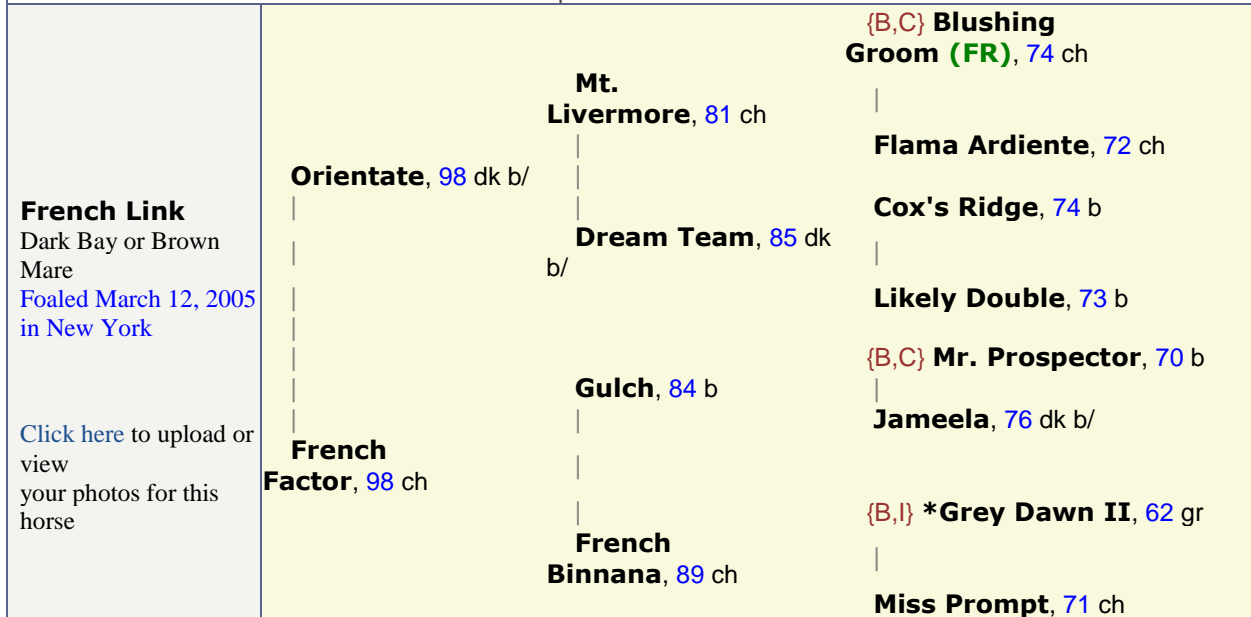 French Link
Dark Bay or Brown
Mare
Foaled March 12, 2005
in New York
Click here to upload or
view
your photos for this
horse
Orientate, 98 dk b/
|
|
|
|
|
|
|
French
Factor, 98 ch
Mt.
Livermore, 81 ch
|
|
|
Dream Team, 85 dk
b/
Gulch, 84 b
|
|
|
French
Binnana, 89 ch
{B,C} Blushing
Groom (FR), 74 ch
|
Flama Ardiente, 72 ch
Cox's Ridge, 74 b
|
Likely Double, 73 b
{B,C} Mr. Prospector, 70 b
|
Jameela, 76 dk b/
{B,I} *Grey Dawn II, 62 gr
|
Miss Prompt, 71 ch